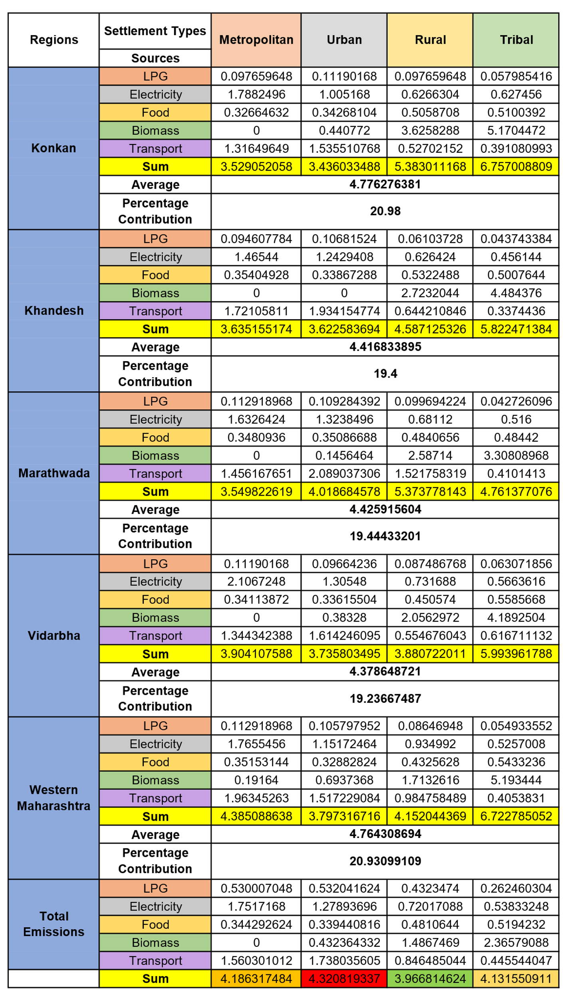 Regions Settlement Types Metropolitan Urban Rural Tribal
Sources
Konkan
LPG 0.097659648 0.11190168 0.097659648 0.057985416
Electricity 1.7882496 1.005168 0.6266304 0.627456
Food 0.32664632 0.34268104 0.5058708 0.5100392
Biomass 0 0.440772 3.6258288 5.1704472
Transport 1.31649649 1.535510768 0.52702152 0.391080993
Sum 3.529052058 3.436033488 5.383011168 6.757008809
Average 4.776276381
Percentage
Contribution
20.98
Khandesh
LPG 0.094607784 0.10681524 0.06103728 0.043743384
Electricity 1.46544 1.2429408 0.626424 0.456144
Food 0.35404928 0.33867288 0.5322488 0.5007644
Biomass 0 0 2.7232044 4.484376
Transport 1.72105811 1.934154774 0.644210846 0.3374436
Sum 3.635155174 3.622583694 4.587125326 5.822471384
Average 4.416833895
Percentage
Contribution
19.4
Marathwada
LPG 0.112918968 0.109284392 0.099694224 0.042726096
Electricity 1.6326424 1.3238496 0.68112 0.516
Food 0.3480936 0.35086688 0.4840656 0.48442
Biomass 0 0.1456464 2.58714 3.30808968
Transport 1.456167651 2.089037306 1.521758319 0.4101413
Sum 3.549822619 4.018684578 5.373778143 4.761377076
Average 4.425915604
Percentage
Contribution
19.44433201
Vidarbha
LPG 0.11190168 0.09664236 0.087486768 0.063071856
Electricity 2.1067248 1.30548 0.731688 0.5663616
Food 0.34113872 0.33615504 0.450574 0.5585668
Biomass 0 0.38328 2.0562972 4.1892504
Transport 1.344342388 1.614246095 0.554676043 0.616711132
Sum 3.904107588 3.735803495 3.880722011 5.993961788
Average 4.378648721
Percentage
Contribution
19.23667487
Western
Maharashtra
LPG 0.112918968 0.105797952 0.08646948 0.054933552
Electricity 1.7655456 1.15172464 0.934992 0.5257008
Food 0.35153144 0.32882824 0.4325628 0.5433236
Biomass 0.19164 0.6937368 1.7132616 5.193444
Transport 1.96345263 1.517229084 0.984758489 0.4053831
Sum 4.385088638 3.797316716 4.152044369 6.722785052
Average 4.764308694
Percentage
Contribution
20.93099109
Total
Emissions
LPG 0.530007048 0.532041624 0.4323474 0.262460304
Electricity 1.7517168 1.27893696 0.72017088 0.53833248
Food 0.344292624 0.339440816 0.4810644 0.5194232
Biomass 0 0.432364332 1.4867469 2.36579088
Transport 1.560301012 1.738035605 0.846485044 0.445544047
Sum 4.186317484 4.320819337 3.966814624 4.131550911